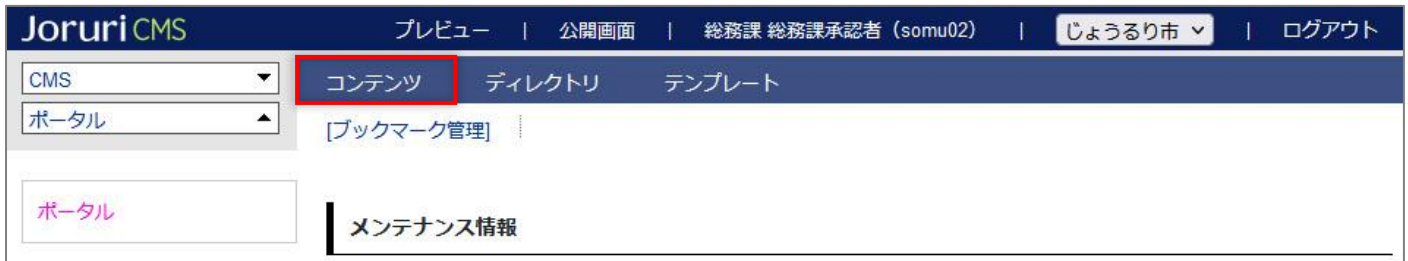 Joruri CMS プレビュー | 公開画面 | 総務課 総務課承認者（somu02） | じょうるり市 | ログアウト
CMS コンテンツ ディレクトリ テンプレート
ポータル [ブックマーク管理]
ポータル
メンテナンス情報